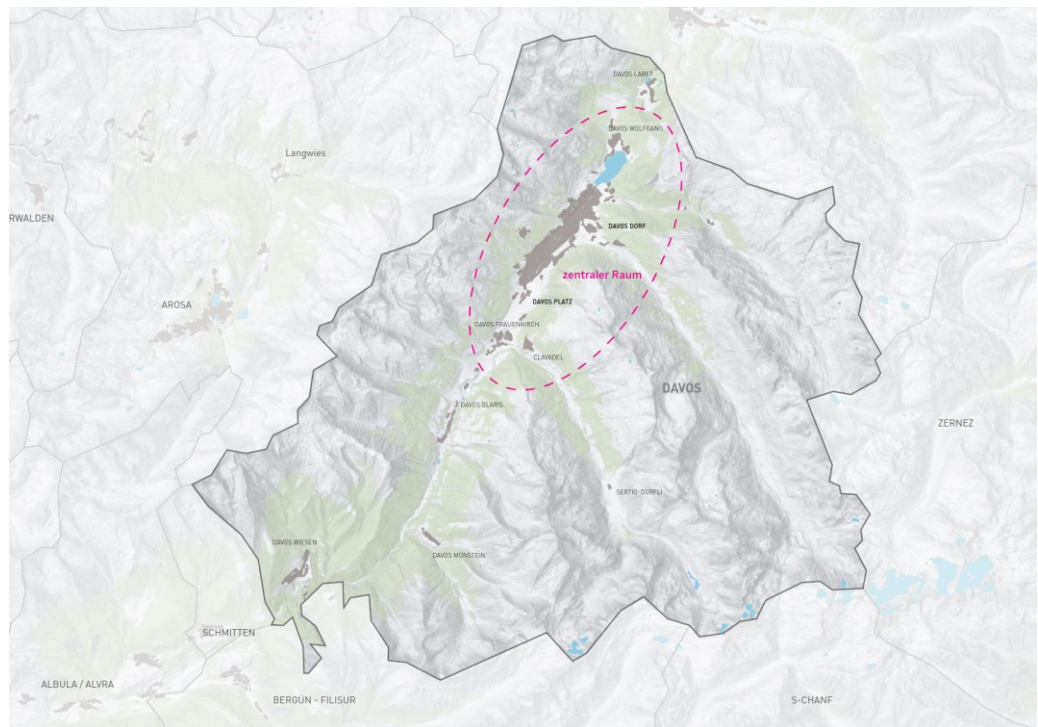 DAVOS LARET
DAVOS WOLFGANG
Langwies
RWALDEN
DAVOS DORF
zentraler Raum
AROSA
DAVOS PLATZ
DAVOS FRAUENKIRCH
CLAVADEL
DAVOS
DAVOS GLARIS
ZERNEZ
SERTIG-DÖRFLI
DAVOS WIESEN
DAVOS MONSTEIN
SCHMITTEN
ALBULA / ALVRA
BERGÜN - FILISUR
S-CHANF